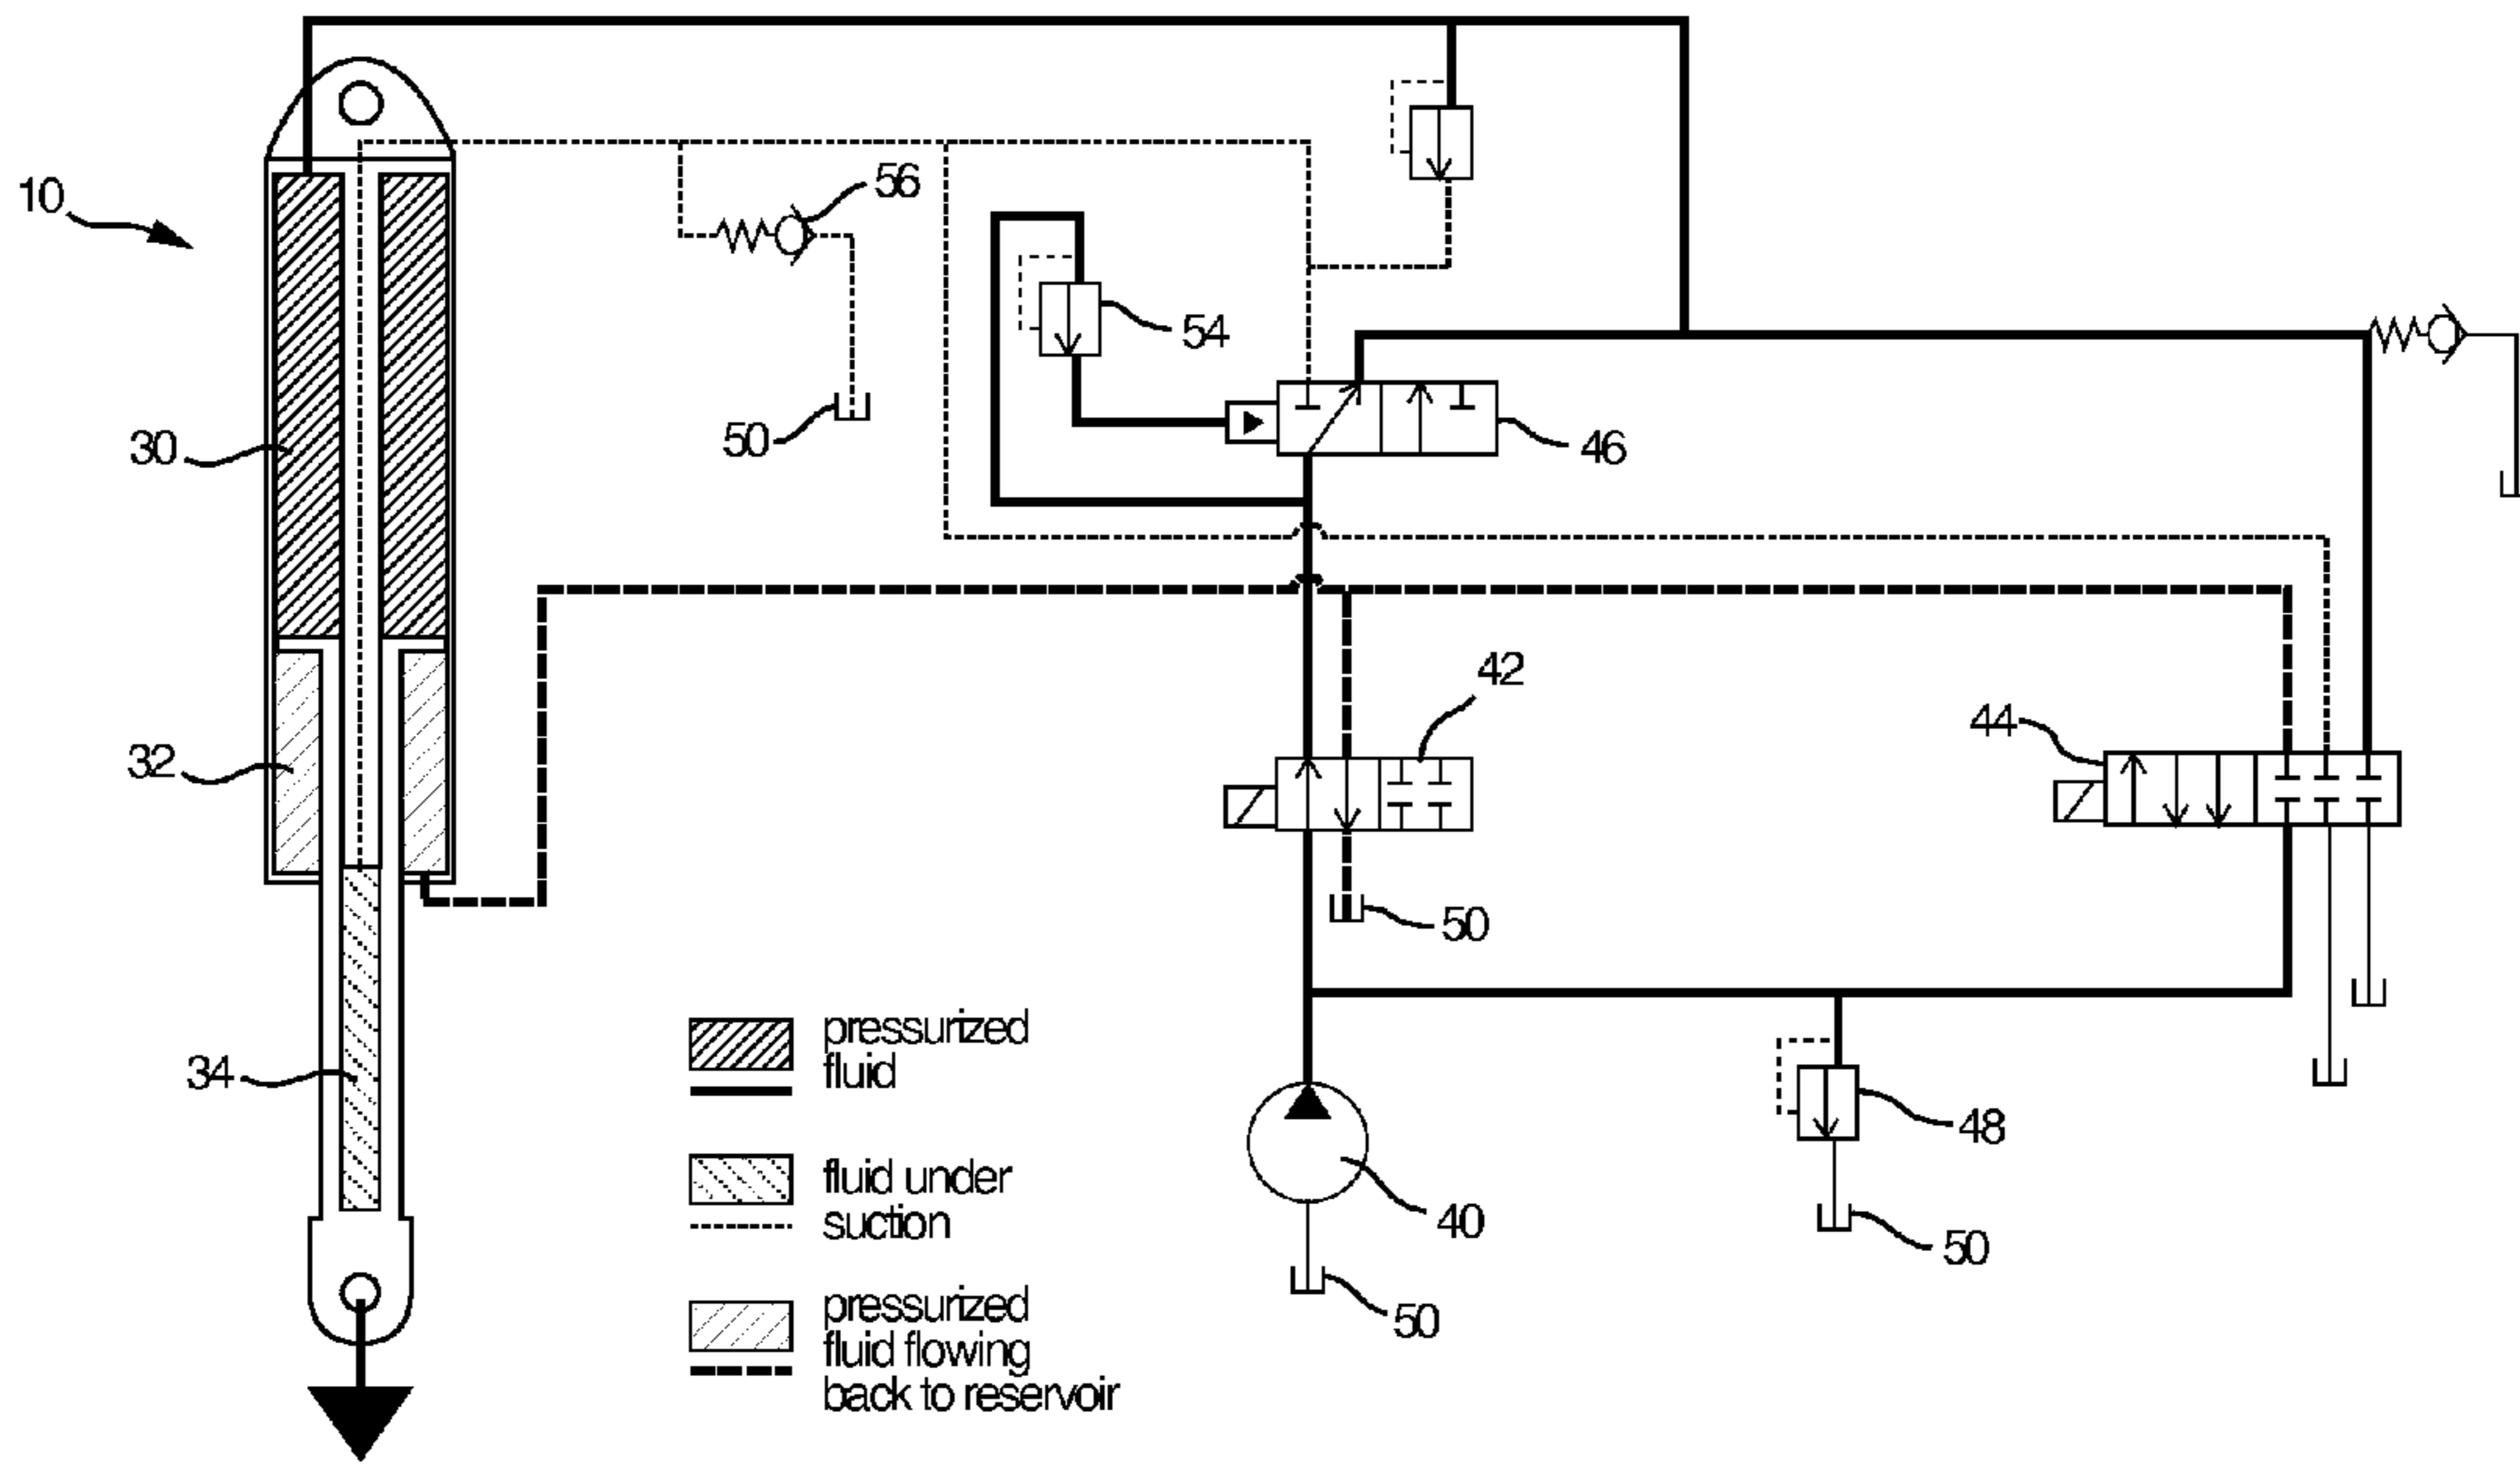 10
56
54
30
50
46
42
44
32
50
34
pressurized
fluid
48
fluid under
suction
40
50
pressurized
fluid flowing
back to reservoir
50